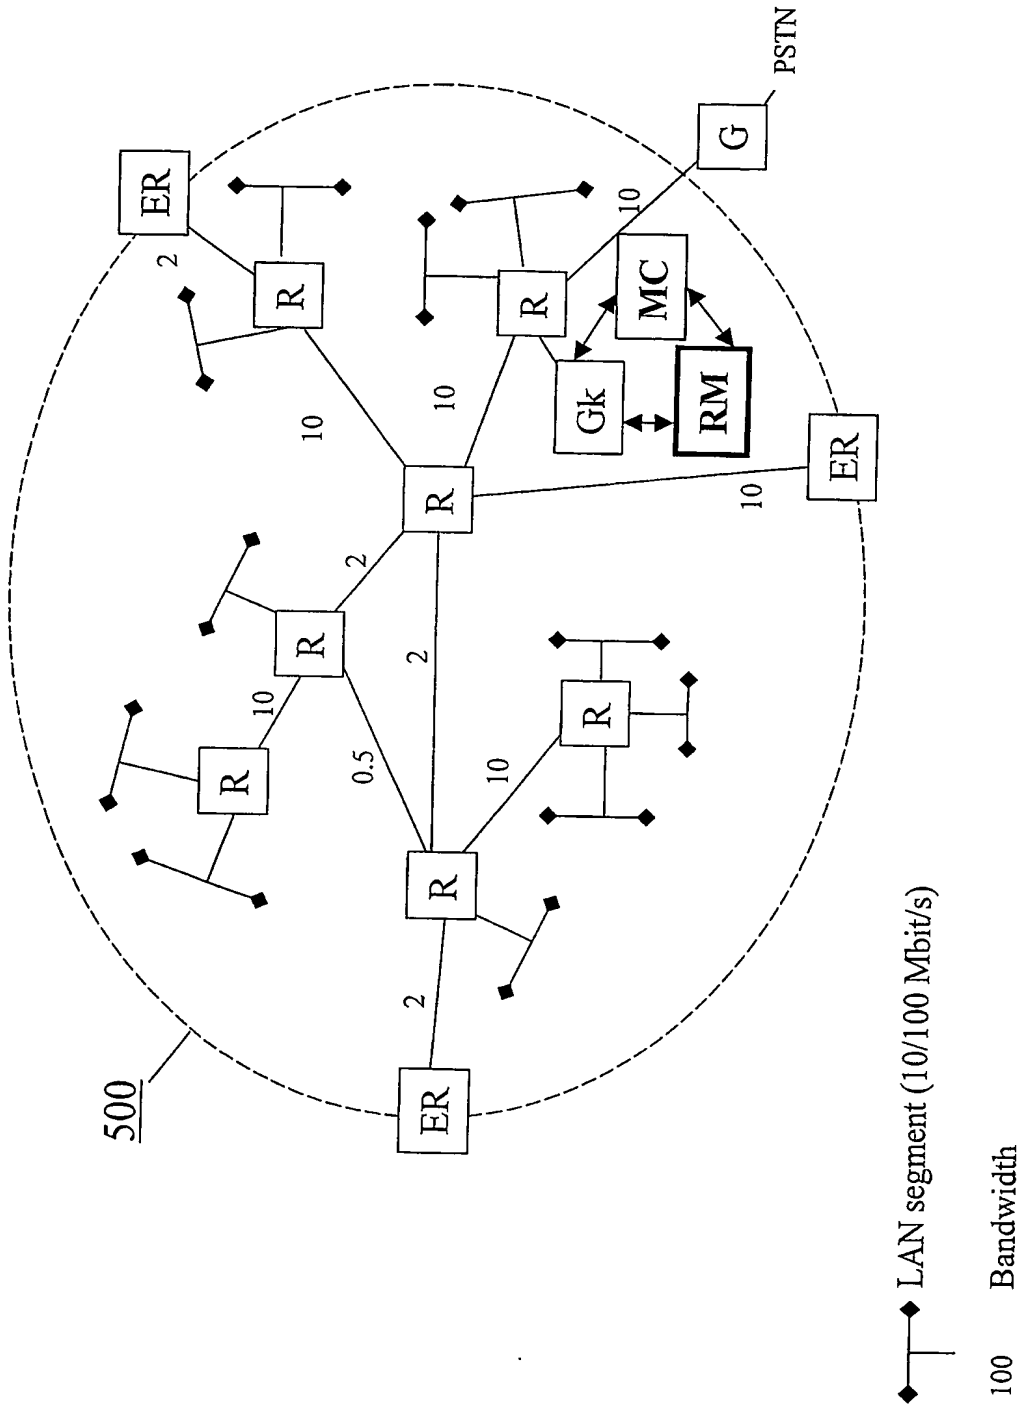 500
ER
2
R
10
R
R
10
2
0.5
2
2
ER
R
R
10
10
R
Gk
R
10
MC
RM
G
10
PSTN
ER
LAN segment (10/100 Mbit/s)
100 Bandwidth